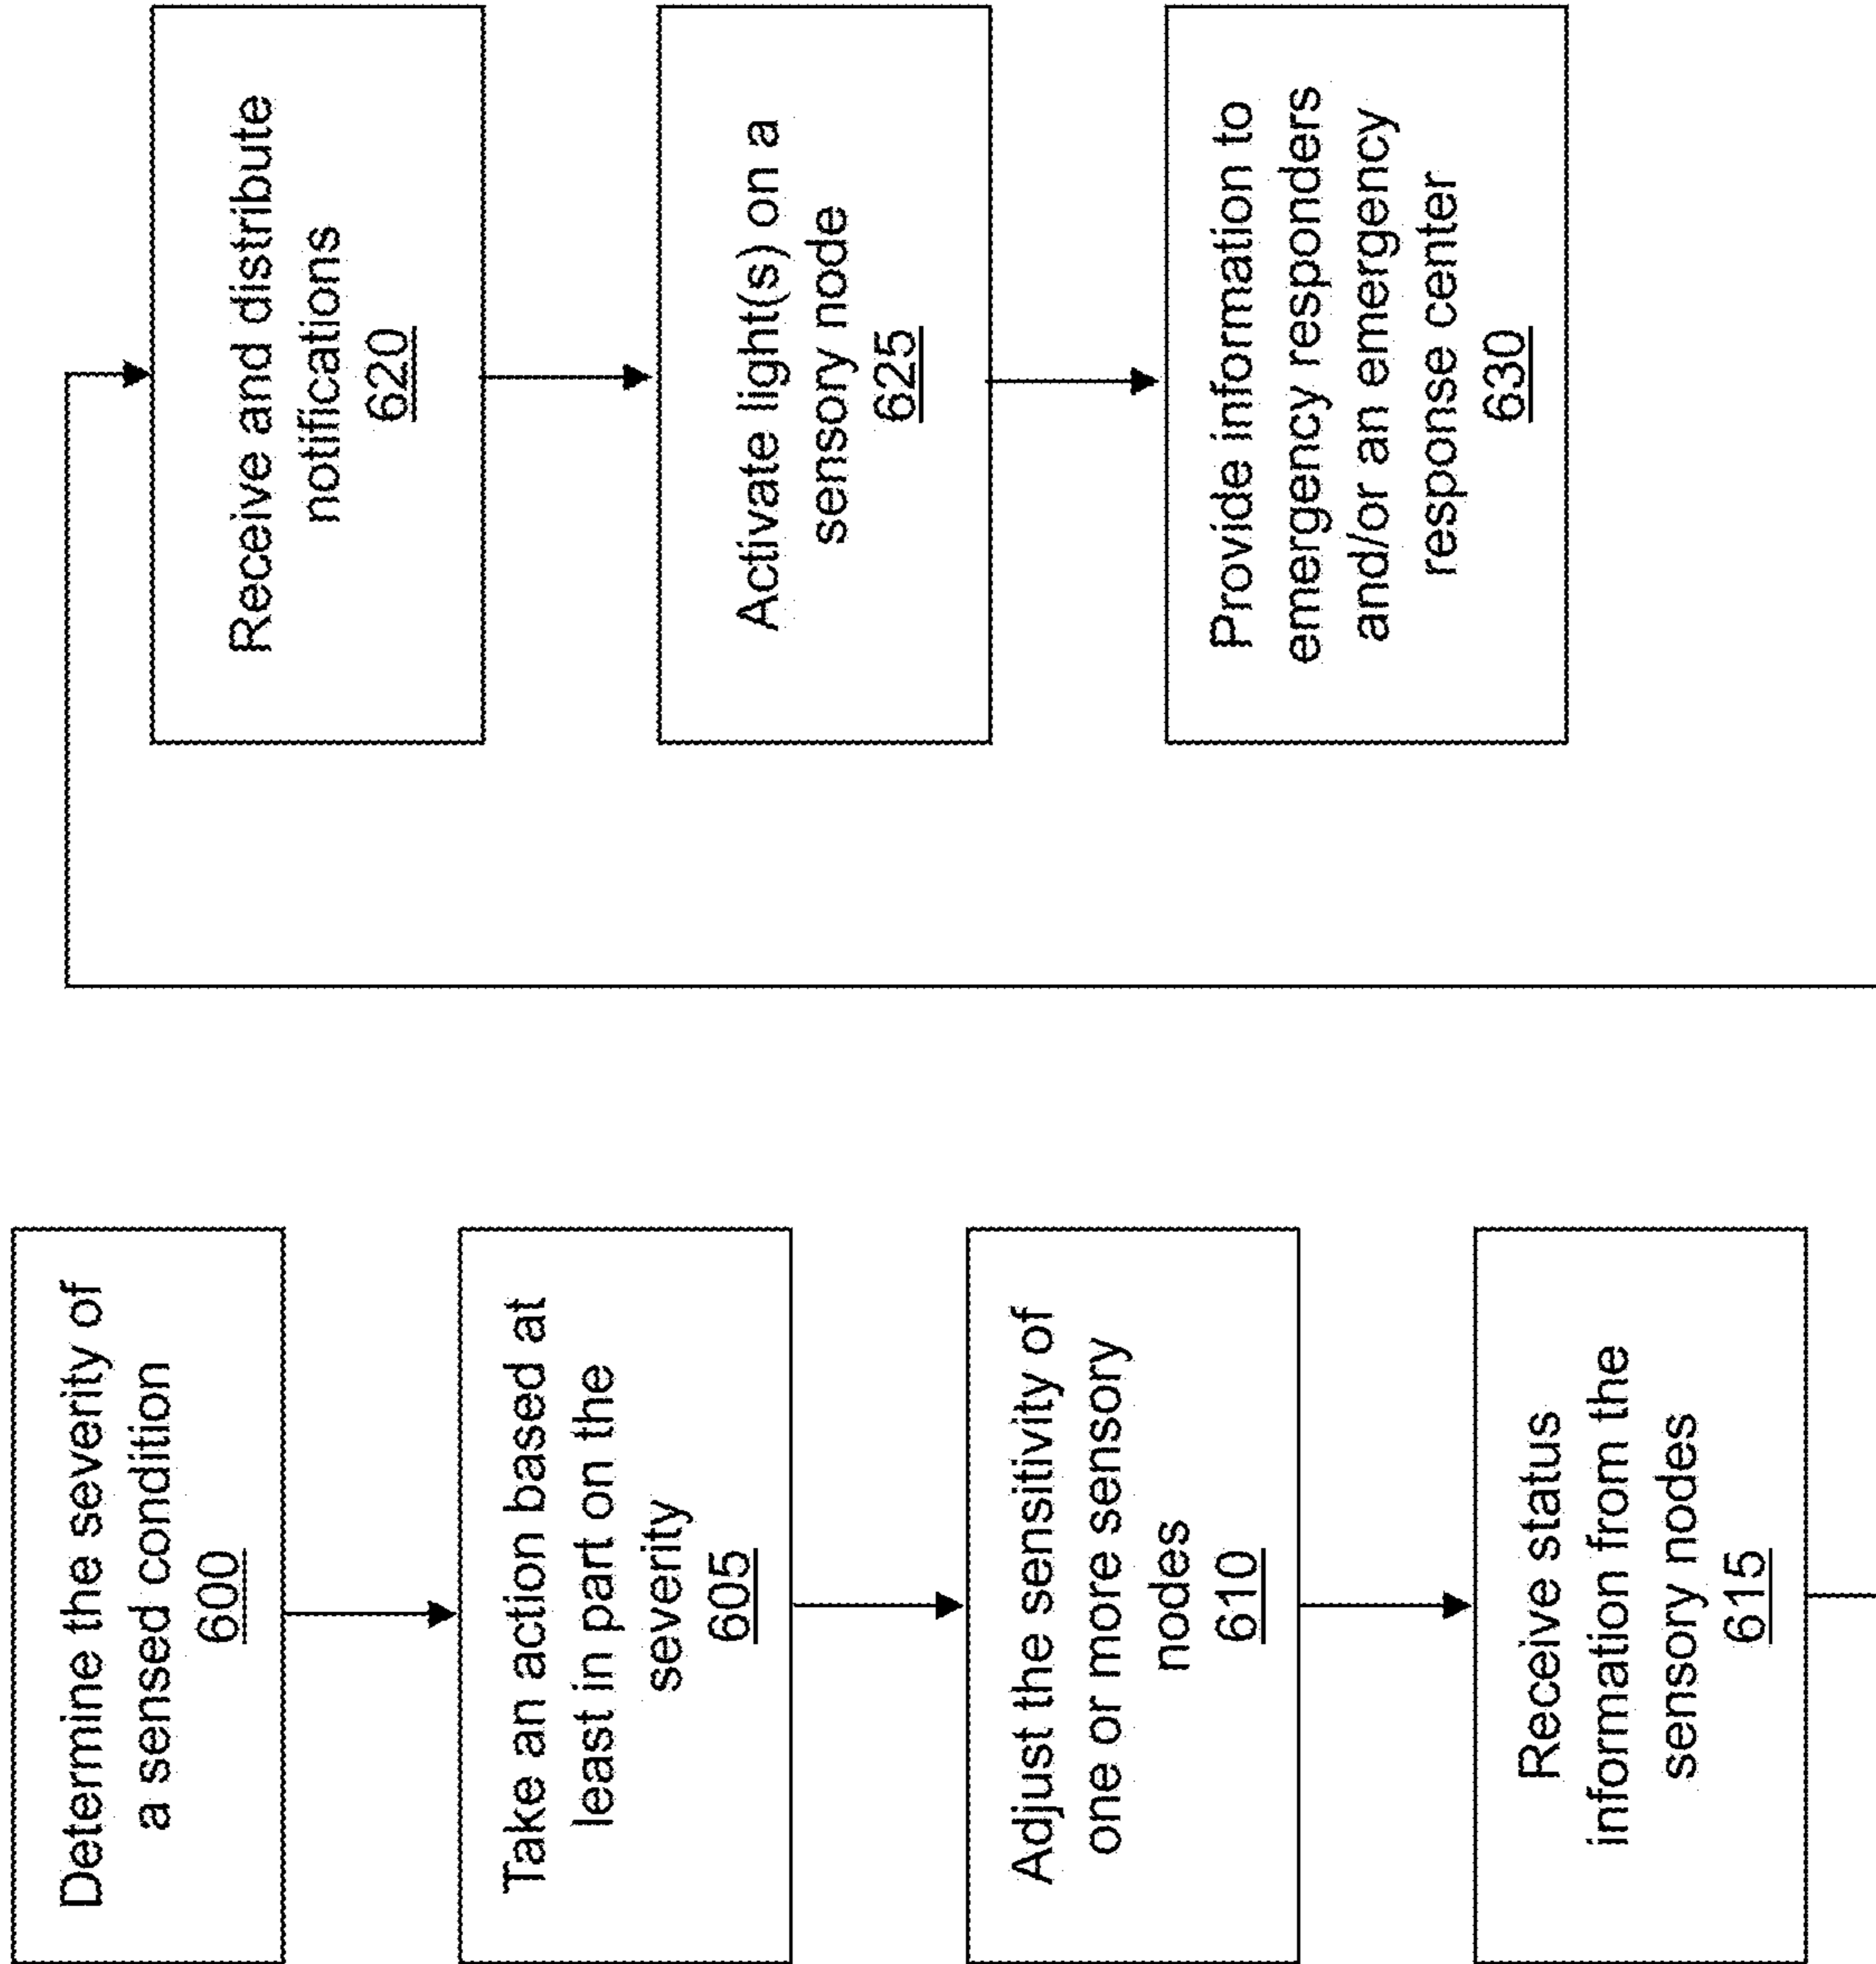 Determine the severity of
a sensed condition
600
Take an action based at
least in part on the
severity
605
Adjust the sensitivity of
one or more sensory
nodes
610
Receive status
information from the
sensory nodes
615
Receive and distribute
notifications
620
Activate light(s) on a
sensory node
625
Provide information to
emergency responders
and/or an emergency
response center
630